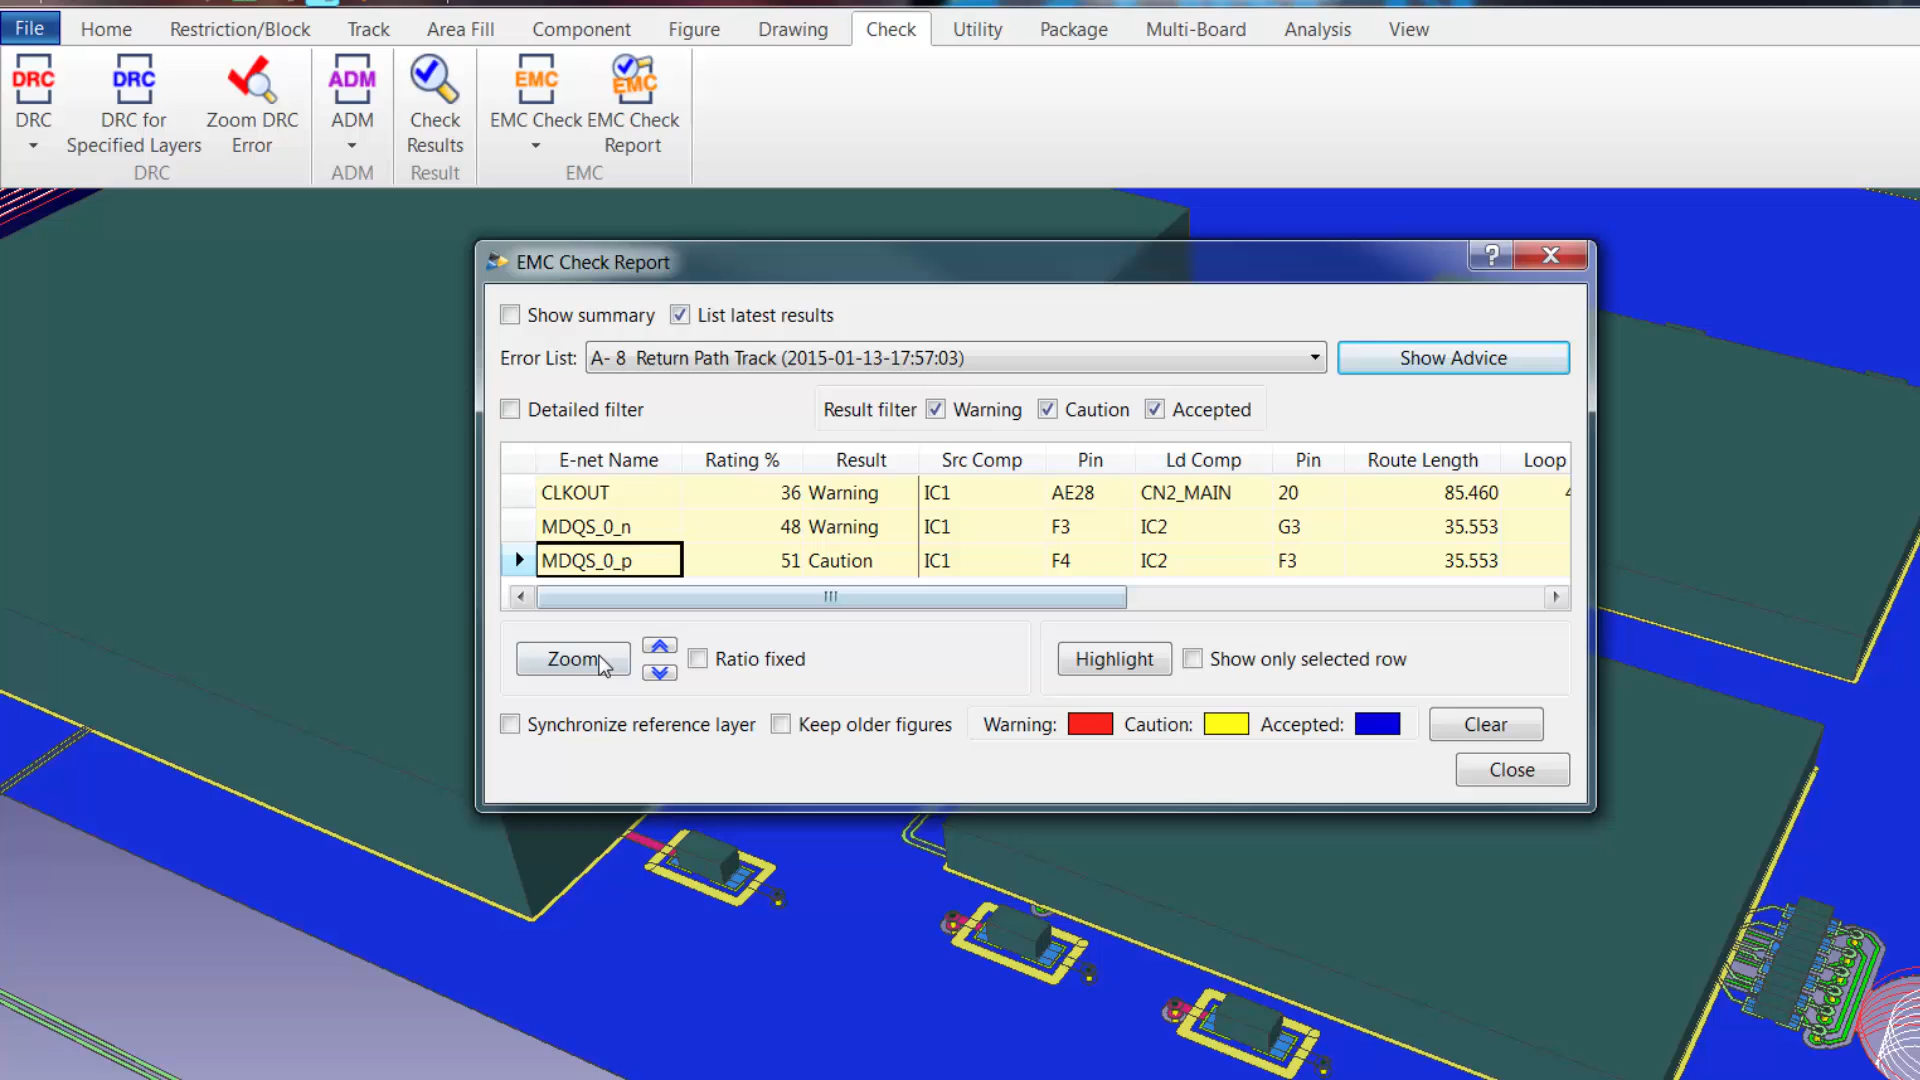 File Home Restriction/Block Track Area Fill Component Figure Drawing Check Utility Package Multi-Board Analysis View
DRC DRC ADM EMC EMC
DRC DRC for Zoom DRC ADM Check EMC Check EMC Check
Specified Layers Error Results Report
DRC ADM Result EMC
EMC Check Report ? X
Show summary List latest results
Error List: A- 8 Return Path Track (2015-01-13-17:57:03) Show Advice
Detailed filter Result filter Warning Caution Accepted
E-net Name Rating % Result Src Comp Pin Ld Comp Pin Route Length Loop
CLKOUT 36 Warning IC1 AE28 CN2_MAIN 20 85.460
MDQS_0_n 48 Warning IC1 F3 IC2 G3 35.553
MDQS_0_p 51 Caution IC1 F4 IC2 F3 35.553
Zoom Ratio fixed Highlight Show only selected row
Synchronize reference layer Keep older figures Warning: Caution: Accepted: Clear
Close